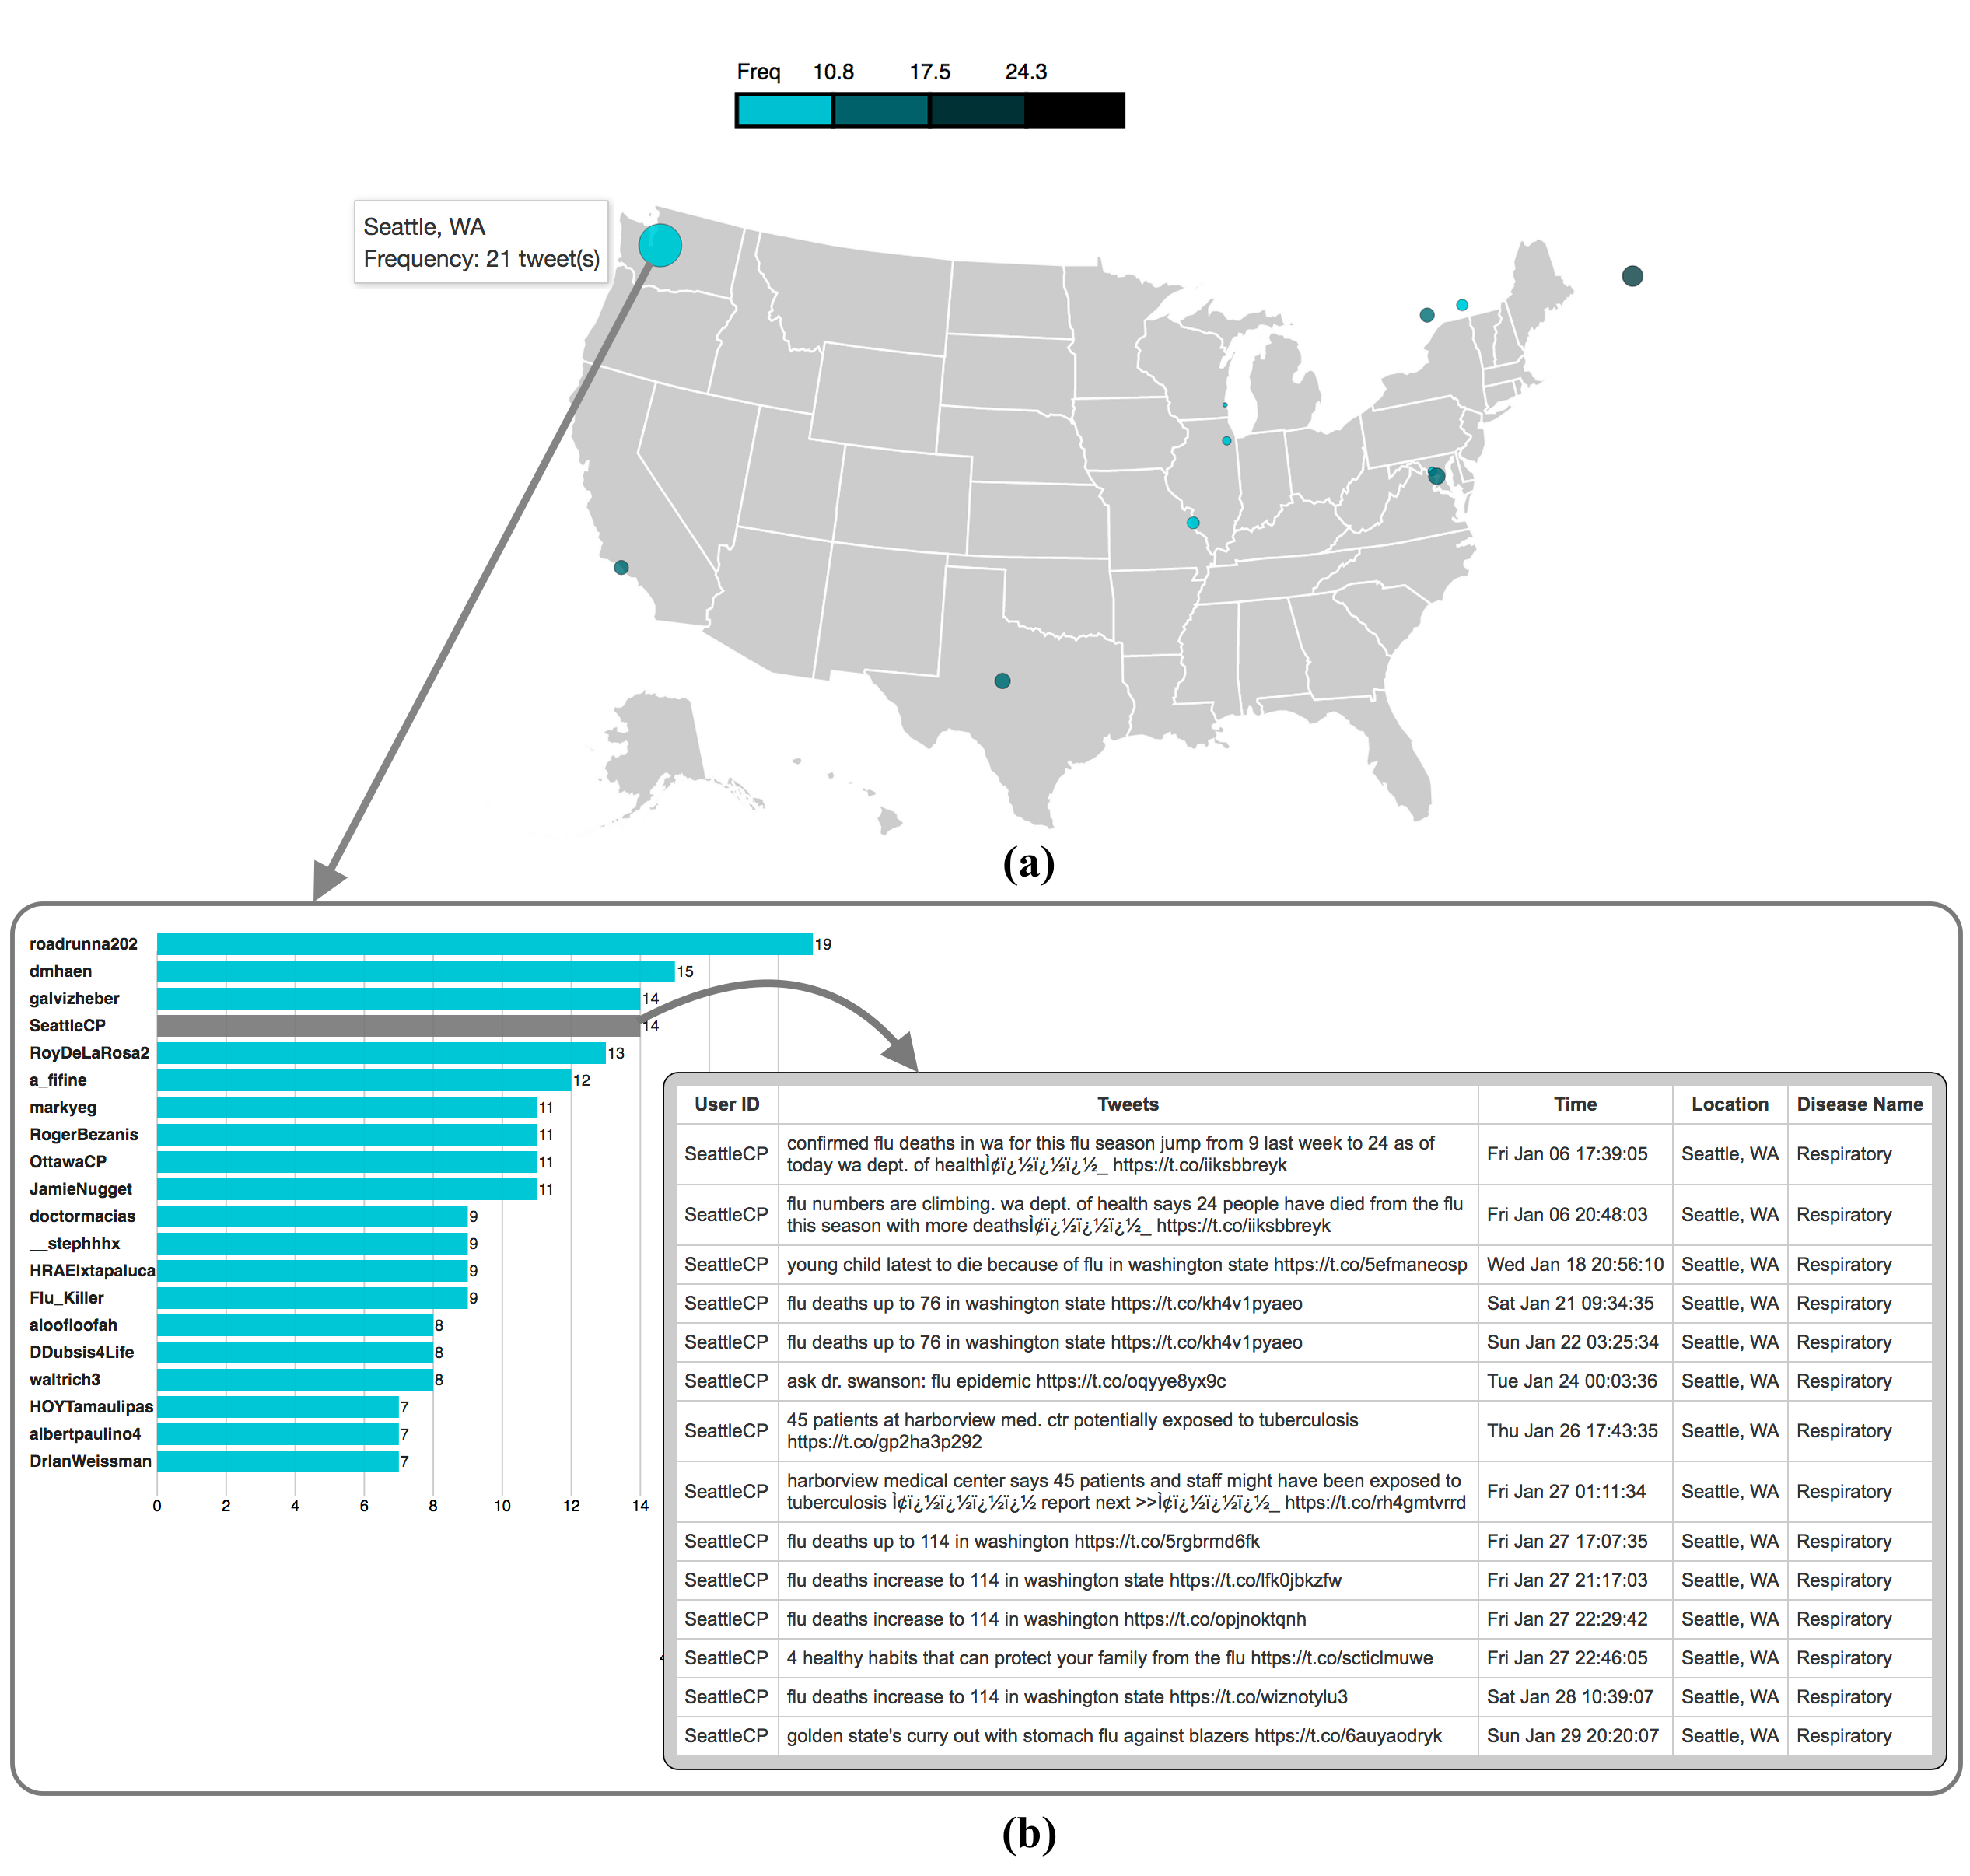 Freq 10.8 17.5 24.3
Seattle, WA
Frequency: 21 tweet(s)
(a)
roadrunna202 19
dmhaen 15
galvizheber 14
SeattleCP 14
RoyDeLaRosa2 13
a_fifine 12
markyeg 11
RogerBezanis 11
OttawaCP 11
JamieNugget 11
doctormacias 9
__stephhhx 9
HRAEIxtapaluca 9
Flu_Killer 9
aloofloofah 8
DDubsis4Life 8
waltrich3 8
HOYTamaulipas 7
albertpaulino4 7
DrIanWeissman 7
0 2 4 6 8 10 12 14
User ID Tweets Time Location Disease Name
SeattleCP confirmed flu deaths in wa for this flu season jump from 9 last week to 24 as of
today wa dept. of healthÌ¢ï¿½ï¿½ï¿½_ https://t.co/iiksbbreyk Fri Jan 06 17:39:05 Seattle, WA Respiratory
SeattleCP flu numbers are climbing. wa dept. of health says 24 people have died from the flu
this season with more deathsÌ¢ï¿½ï¿½ï¿½_ https://t.co/iiksbbreyk Fri Jan 06 20:48:03 Seattle, WA Respiratory
SeattleCP young child latest to die because of flu in washington state https://t.co/5efmaneosp Wed Jan 18 20:56:10 Seattle, WA Respiratory
SeattleCP flu deaths up to 76 in washington state https://t.co/kh4v1pyaeo Sat Jan 21 09:34:35 Seattle, WA Respiratory
SeattleCP flu deaths up to 76 in washington state https://t.co/kh4v1pyaeo Sun Jan 22 03:25:34 Seattle, WA Respiratory
SeattleCP ask dr. swanson: flu epidemic https://t.co/oqyye8yx9c Tue Jan 24 00:03:36 Seattle, WA Respiratory
SeattleCP 45 patients at harborview med. ctr potentially exposed to tuberculosis
https://t.co/gp2ha3p292 Thu Jan 26 17:43:35 Seattle, WA Respiratory
SeattleCP harborview medical center says 45 patients and staff might have been exposed to
tuberculosis Ì¢ï¿½ï¿½ï¿½ï¿½ report next >>Ì¢ï¿½ï¿½ï¿½_ https://t.co/rh4gmtvrrd Fri Jan 27 01:11:34 Seattle, WA Respiratory
SeattleCP flu deaths up to 114 in washington https://t.co/5rgbrmd6fk Fri Jan 27 17:07:35 Seattle, WA Respiratory
SeattleCP flu deaths increase to 114 in washington state https://t.co/lfk0jbkzfw Fri Jan 27 21:17:03 Seattle, WA Respiratory
SeattleCP flu deaths increase to 114 in washington https://t.co/opjnoktqnh Fri Jan 27 22:29:42 Seattle, WA Respiratory
SeattleCP 4 healthy habits that can protect your family from the flu https://t.co/scticlmuwe Fri Jan 27 22:46:05 Seattle, WA Respiratory
SeattleCP flu deaths increase to 114 in washington state https://t.co/wiznotylu3 Sat Jan 28 10:39:07 Seattle, WA Respiratory
SeattleCP golden state's curry out with stomach flu against blazers https://t.co/6auyaodryk Sun Jan 29 20:20:07 Seattle, WA Respiratory
(b)